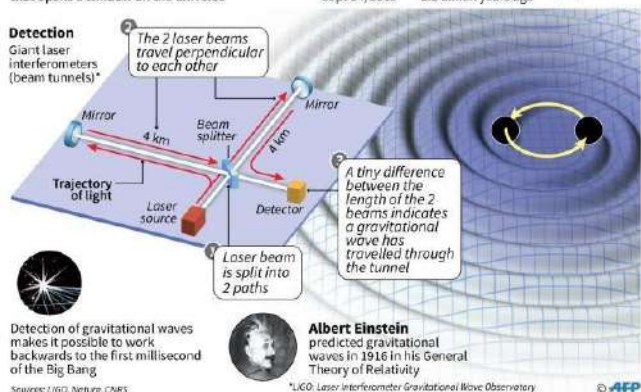 Detection
Giant laser
interferometers
(beam tunnels)*
2
The 2 laser beams
travel perpendicular
to each other
Mirror
Mirror
Beam
splitter
4 km
4 km
Trajectory
of light
Laser
source
Detector
1
Laser beam
is split into
2 paths
3
A tiny difference
between the
length of the 2
beams indicates
a gravitational
wave has
travelled through
the tunnel
Detection of gravitational waves
makes it possible to work
backwards to the first millisecond
of the Big Bang
Albert Einstein
predicted gravitational
waves in 1916 in his General
Theory of Relativity
Sources: LIGO, Nature, CNRS
*LIGO: Laser Interferometer Gravitational Wave Observatory
© AFP